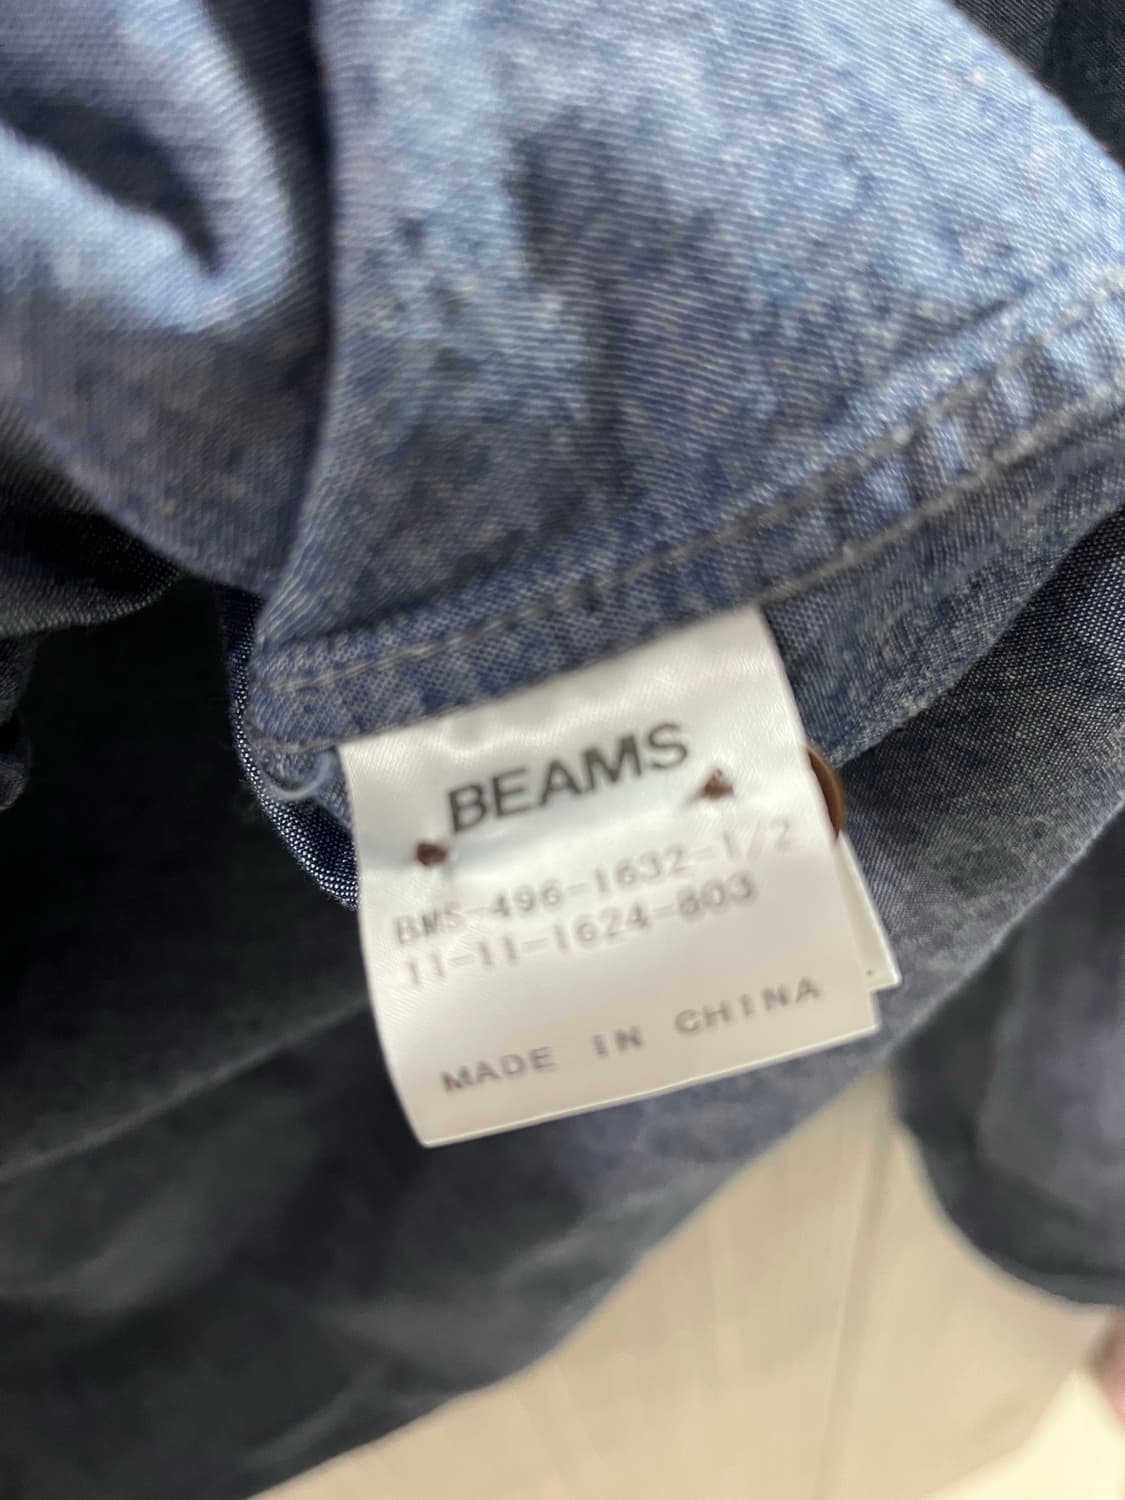 BEAMS
BMS-496-1632-1/2
11-11-1624-803
MADE IN CHINA